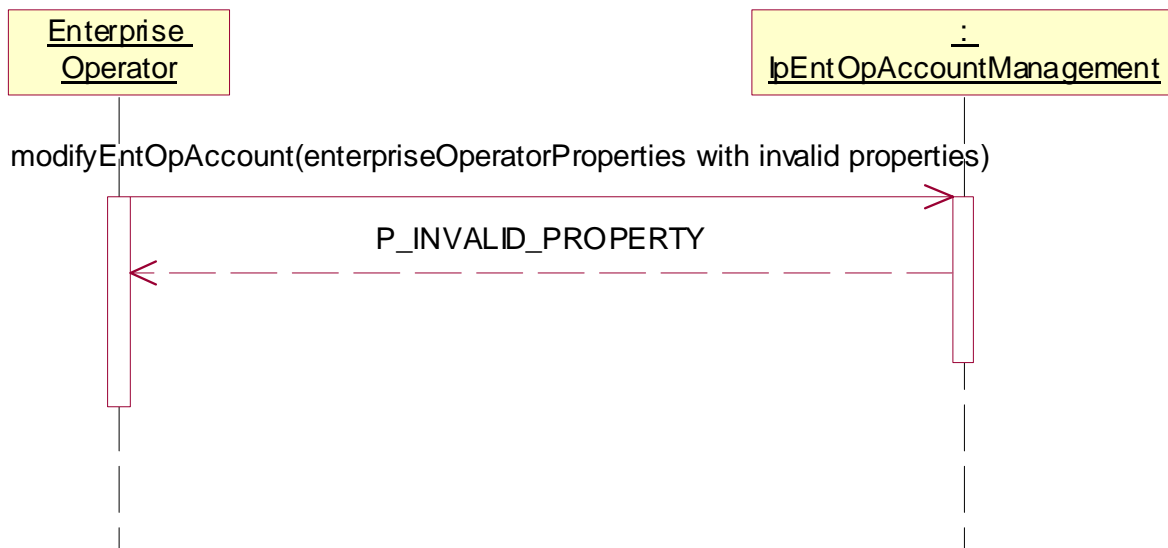 Enterprise
Operator
:
IpEntOpAccountManagement
modifyEntOpAccount(enterpriseOperatorProperties with invalid properties)
P_INVALID_PROPERTY